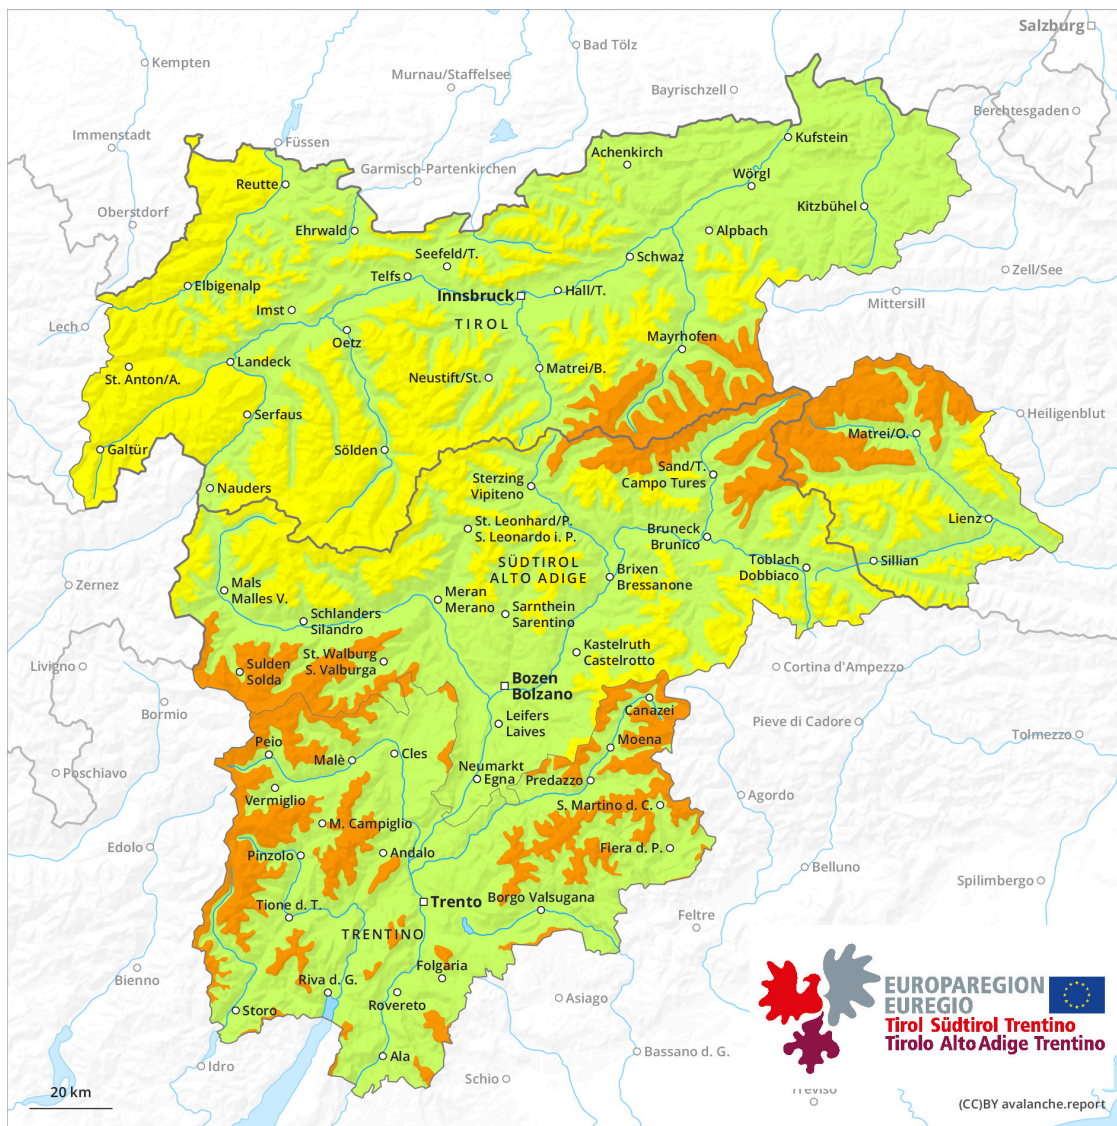 Salzburg
Bad Tölz
Kempten
Murnau/Staffelsee
Bayrischzell
Berchtesgaden
Immenstadt
Füssen
Kufstein
Achenkirch
Garmisch-Partenkirchen
Wörgl
Reutte
Kitzbühel
Oberstdorf
Ehrwald
Alpbach
Seefeld/T.
Schwaz
Zell/See
Telfs
Elbigenalp
Hall/T.
Innsbruck
Mittersill
Imst
TIROL
Lech
Oetz
Mayrhofen
Landeck
Matrei/B.
St. Anton/A.
Neustift/St.
Serfaus
Heiligenblut
Matrei/O.
Galtür
Sölden
Sand/T.
Campo Tures
Sterzing
Vipiteno
Nauders
Lienz
St. Leonhard/P.
S. Leonardo i. P.
Bruneck
Brunico
SÜDTIROL
ALTO ADIGE
Toblach
Dobbiaco
Sillian
Brixen
Bressanone
Zernez
Mals
Malles V.
Meran
Merano
Sarnthein
Sarentino
Schlanders
Silandro
Kastelruth
Castelrotto
St. Walburg
S. Valburga
Livigno
Sulden
Solda
Cortina d'Ampezzo
Bozen
Bolzano
Bormio
Canazei
Leifers
Laives
Pieve di Cadore
Tolmezzo
Peio
Moena
Cles
Malè
Poschiavo
Neumarkt
Egna
Predazzo
Vermiglio
Agordo
S. Martino d. C.
M. Campiglio
Edolo
Pinzolo
Andalo
Fiera d. P.
Belluno
Spilimbergo
Tione d. T.
Trento
Borgo Valsugana
Feltre
TRENTINO
Bienno
Folgaria
Riva d. G.
Rovereto
Asiago
Storo
Ala
Bassano d. G.
Idro
Schio
Treviso
EUROPAREGION
EUREGIO
Tirol Südtirol Trentino
Tirolo Alto Adige Trentino
20 km
(CC)BY avalanche.report